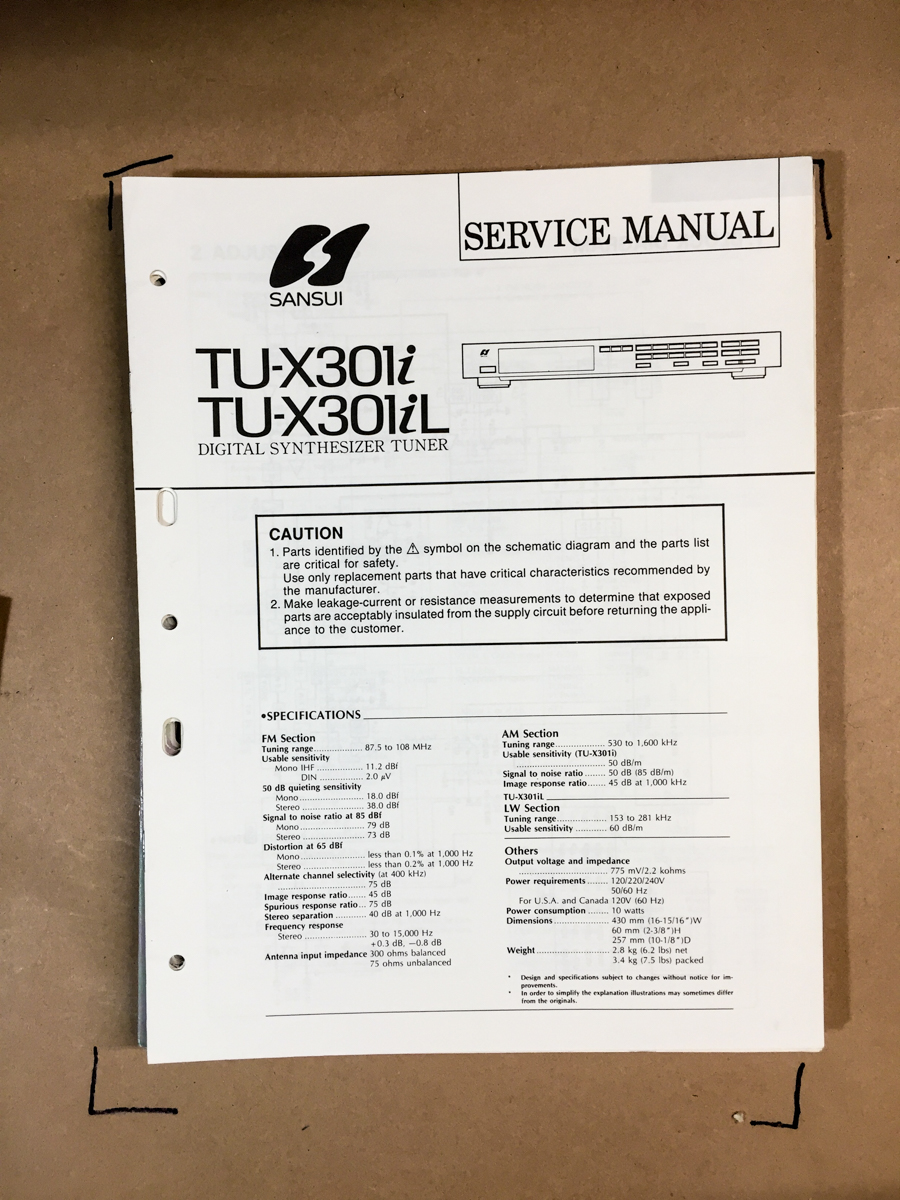 SERVICE MANUAL
SANSUI
TU-X301i
TU-X301iL
DIGITAL SYNTHESIZER TUNER
CAUTION
1. Parts identified by the ⚠ symbol on the schematic diagram and the parts list
are critical for safety.
Use only replacement parts that have critical characteristics recommended by
the manufacturer.
2. Make leakage-current or resistance measurements to determine that exposed
parts are acceptably insulated from the supply circuit before returning the appli-
ance to the customer.
•SPECIFICATIONS
FM Section
Tuning range.................. 87.5 to 108 MHz
Usable sensitivity
Mono IHF ................. 11.2 dBf
DIN ................ 2.0 μV
50 dB quieting sensitivity
Mono........................ 18.0 dBf
Stereo ....................... 38.0 dBf
Signal to noise ratio at 85 dBf
Mono........................ 79 dB
Stereo ....................... 73 dB
Distortion at 65 dBf
Mono........................ less than 0.1% at 1,000 Hz
Stereo ....................... less than 0.2% at 1,000 Hz
Alternate channel selectivity (at 400 kHz)
................................ 75 dB
Image response ratio...... 45 dB
Spurious response ratio... 75 dB
Stereo separation ........... 40 dB at 1,000 Hz
Frequency response
Stereo ....................... 30 to 15,000 Hz
+0.3 dB, −0.8 dB
Antenna input impedance 300 ohms balanced
75 ohms unbalanced
AM Section
Tuning range.................. 530 to 1,600 kHz
Usable sensitivity (TU-X301i)
................................ 50 dB/m
Signal to noise ratio ....... 50 dB (85 dB/m)
Image response ratio....... 45 dB at 1,000 kHz
TU-X301iL
LW Section
Tuning range.................. 153 to 281 kHz
Usable sensitivity ............ 60 dB/m
Others
Output voltage and impedance
................................ 775 mV/2.2 kohms
Power requirements ........ 120/220/240V
50/60 Hz
For U.S.A. and Canada 120V (60 Hz)
Power consumption ........ 10 watts
Dimensions.................... 430 mm (16-15/16")W
60 mm (2-3/8")H
257 mm (10-1/8")D
Weight.......................... 2.8 kg (6.2 lbs) net
3.4 kg (7.5 lbs) packed
* Design and specifications subject to changes without notice for im-
provements.
* In order to simplify the explanation illustrations may sometimes differ
from the originals.